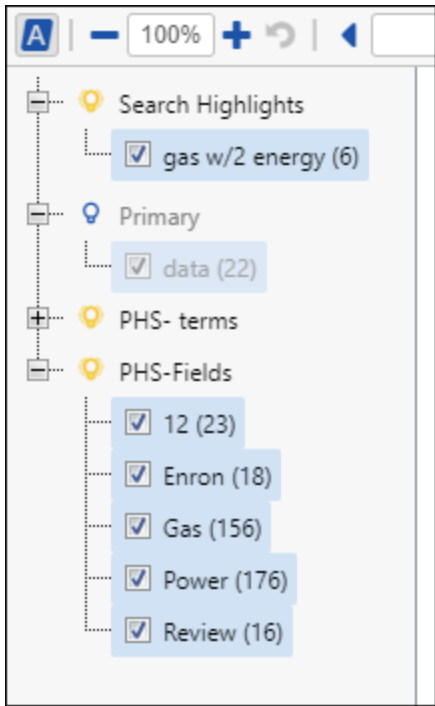 A
100%
Search Highlights
gas w/2 energy (6)
Primary
data (22)
PHS- terms
PHS-Fields
12 (23)
Enron (18)
Gas (156)
Power (176)
Review (16)